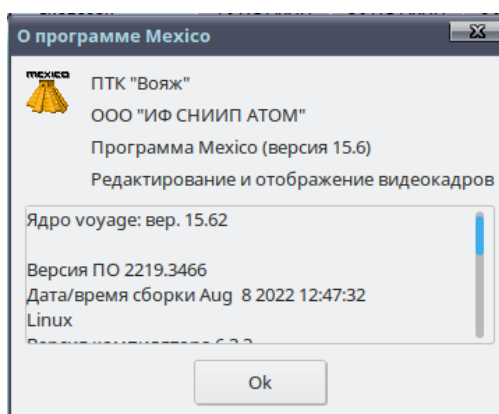 О программе Mexico
mexico
ПТК "Вояж"
ООО "ИФ СНИИП АТОМ"
Программа Mexico (версия 15.6)
Редактирование и отображение видеокадров
Ядро voyage: вер. 15.62
Версия ПО 2219.3466
Дата/время сборки Aug 8 2022 12:47:32
Linux
Ok